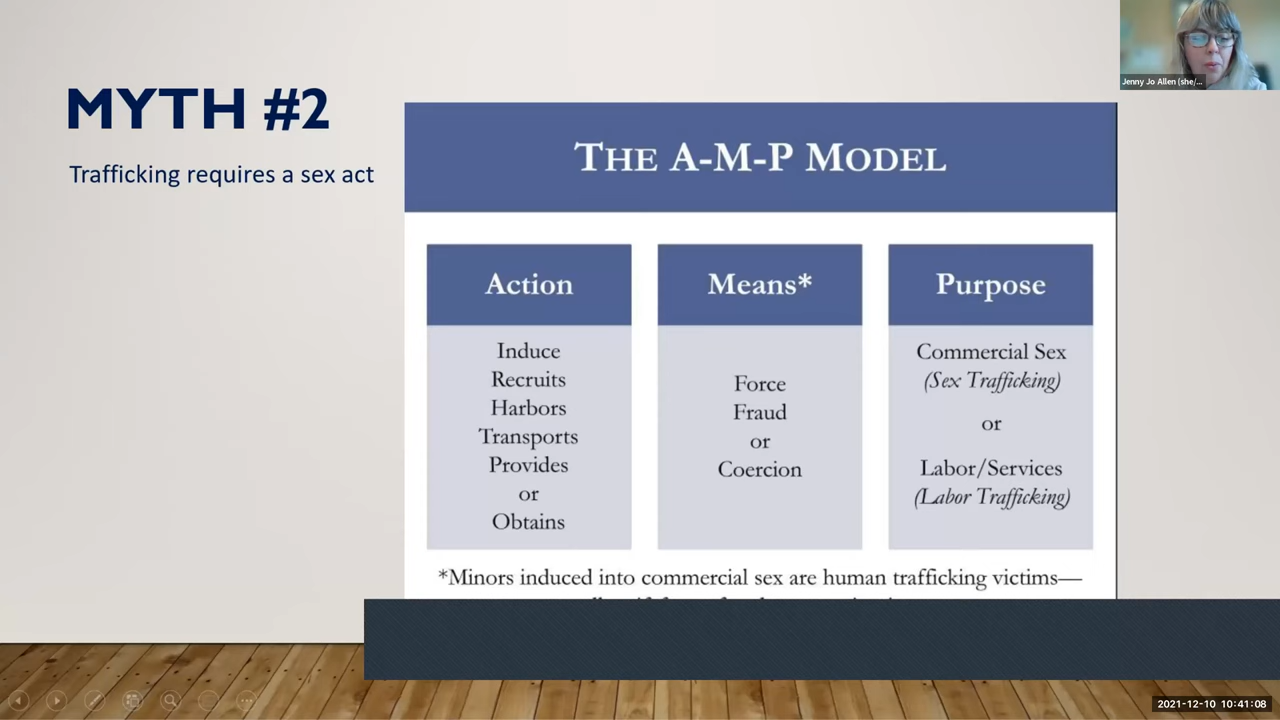 MYTH #2
Trafficking requires a sex act
THE A-M-P MODEL
Action
Induce
Recruits
Harbors
Transports
Provides
or
Obtains
Means*
Force
Fraud
or
Coercion
Purpose
Commercial Sex
(Sex Trafficking)
or
Labor/Services
(Labor Trafficking)
*Minors induced into commercial sex are human trafficking victims—
Jenny Jo Allen (she/...
2021-12-10 10:41:08